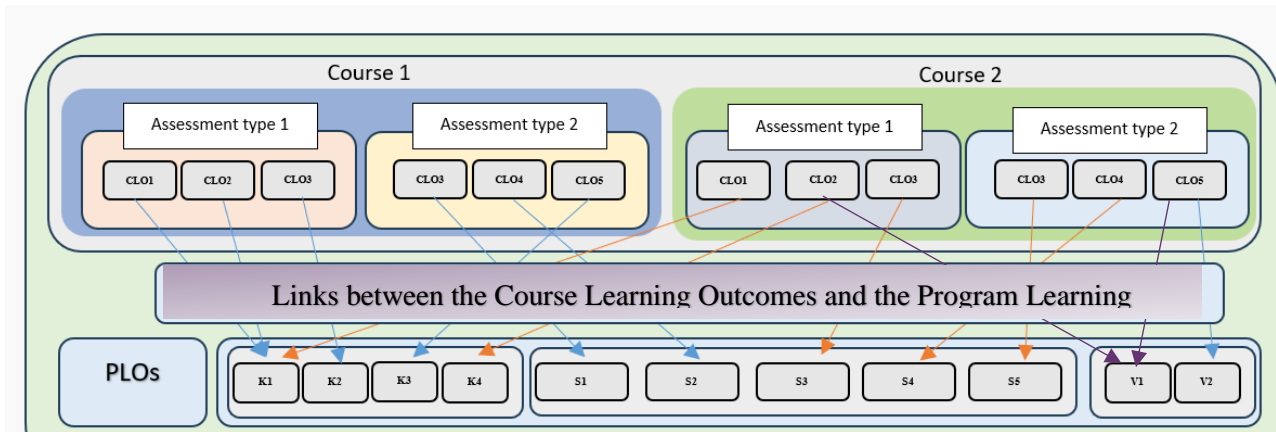 Course 1
Course 2
Assessment type 1
Assessment type 2
Assessment type 1
Assessment type 2
CLO1 CLO2 CLO3 CLO3 CLO4 CLO5 CLO1 CLO2 CLO3 CLO3 CLO4 CLO5
Links between the Course Learning Outcomes and the Program Learning
PLOs
K1 K2 K3 K4 S1 S2 S3 S4 S5 V1 V2